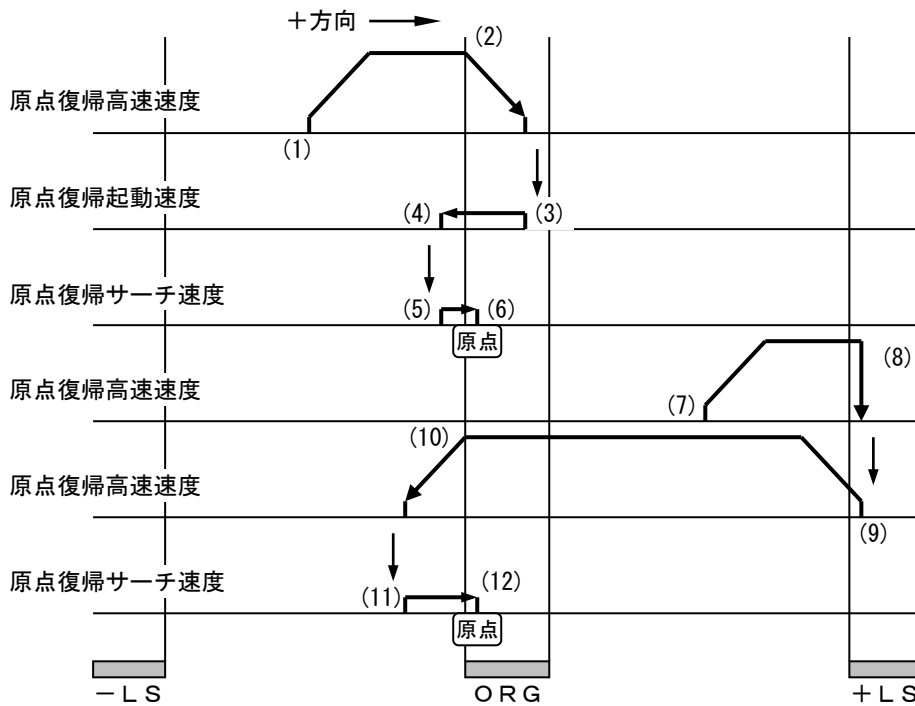 ＋方向
(2)
原点復帰高速速度
(1)
原点復帰起動速度
(4)
(3)
原点復帰サーチ速度
(5)
(6)
原点
(8)
原点復帰高速速度
(7)
(10)
原点復帰高速速度
(9)
原点復帰サーチ速度
(11)
(12)
原点
－ＬＳ
ＯＲＧ
＋ＬＳ